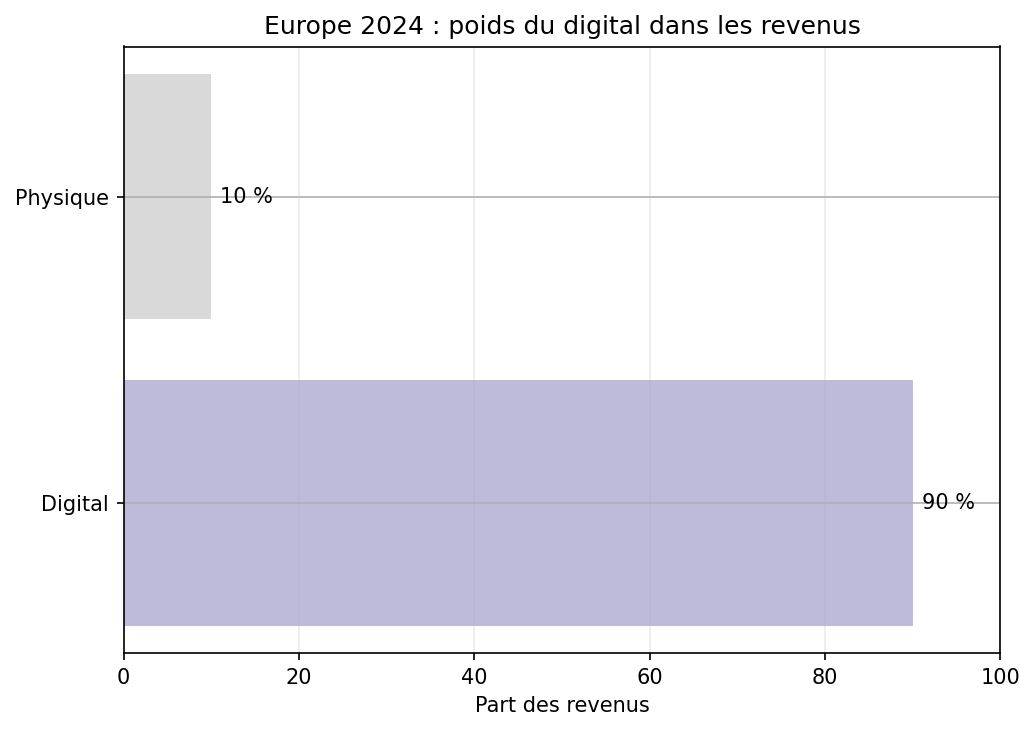 Europe 2024 : poids du digital dans les revenus
Physique
10 %
Digital
90 %
0 20 40 60 80 100
Part des revenus